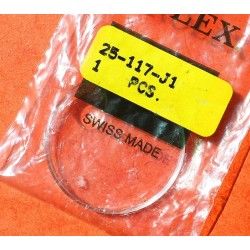 LEX
25-117-J1
1 PCS.
SWISS MADE